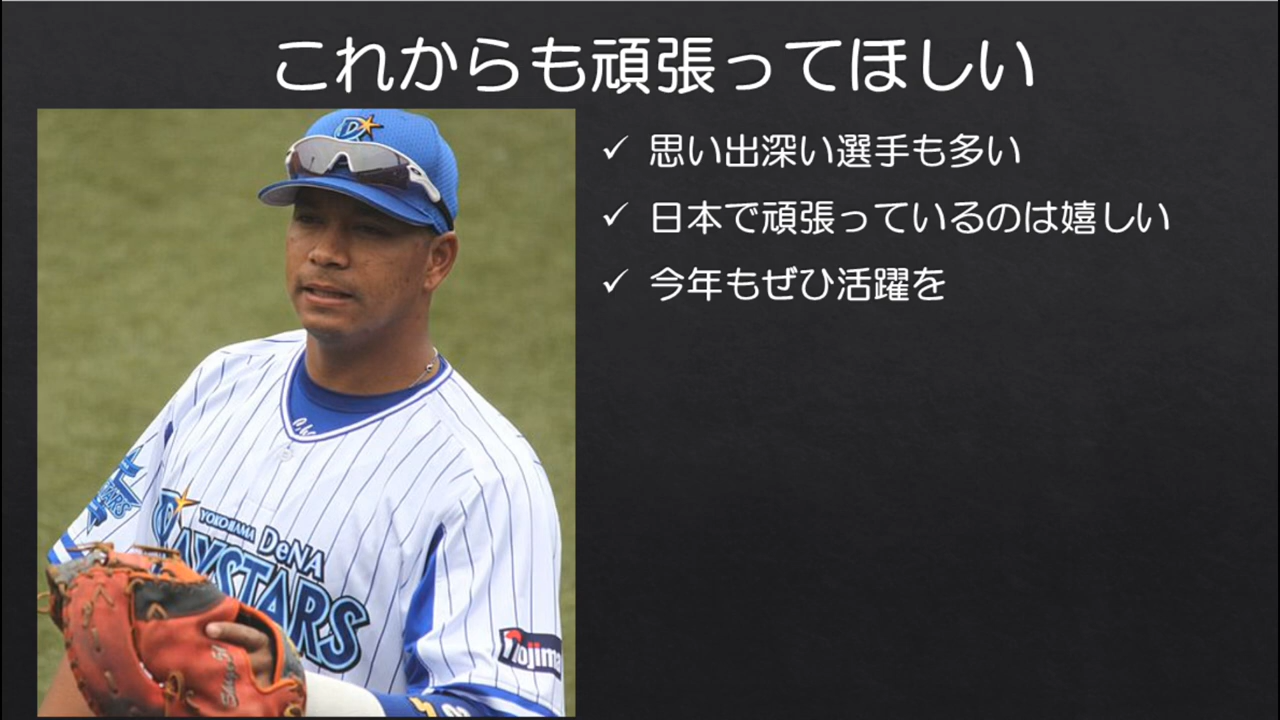 これからも頑張ってほしい
思い出深い選手も多い
日本で頑張っているのは嬉しい
今年もぜひ活躍を
YOKOHAMA DeNA
BAYSTARS
Nojima